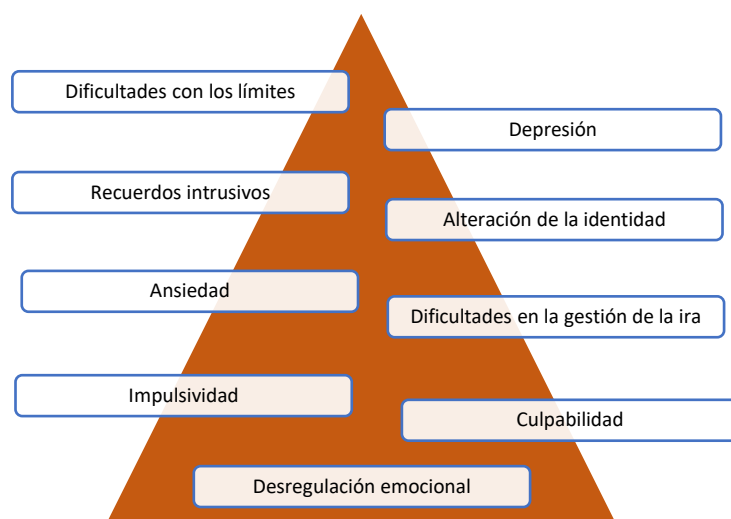 Dificultades con los límites
Depresión
Recuerdos intrusivos
Alteración de la identidad
Ansiedad
Dificultades en la gestión de la ira
Impulsividad
Culpabilidad
Desregulación emocional